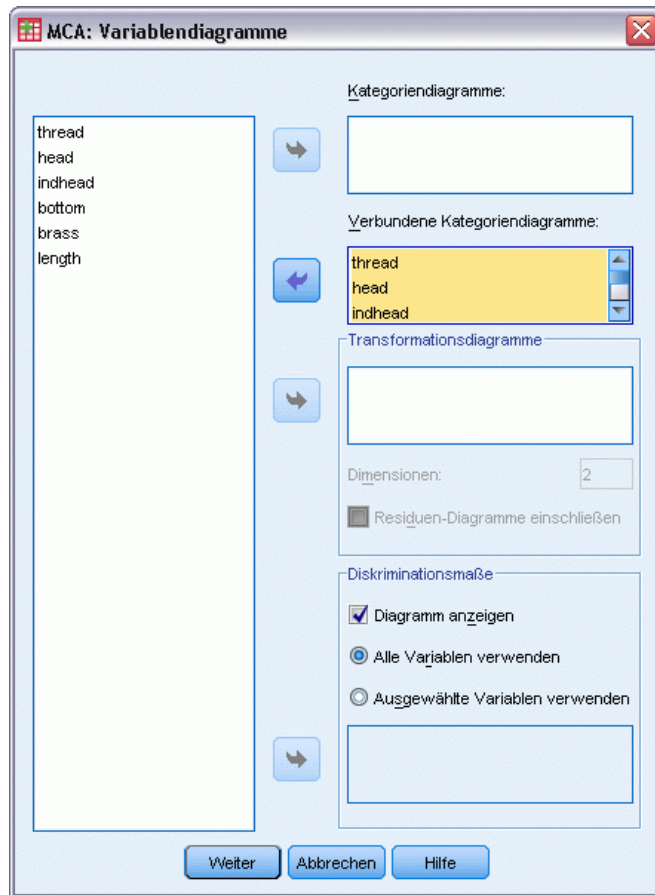 MCA: Variablendiagramme
thread
head
indhead
bottom
brass
length
Kategoriendiagramme:
Verbundene Kategoriendiagramme:
thread
head
indhead
Transformationsdiagramme
Dimensionen:
2
Residuen-Diagramme einschließen
Diskriminationsmaße
Diagramm anzeigen
Alle Variablen verwenden
Ausgewählte Variablen verwenden
Weiter
Abbrechen
Hilfe